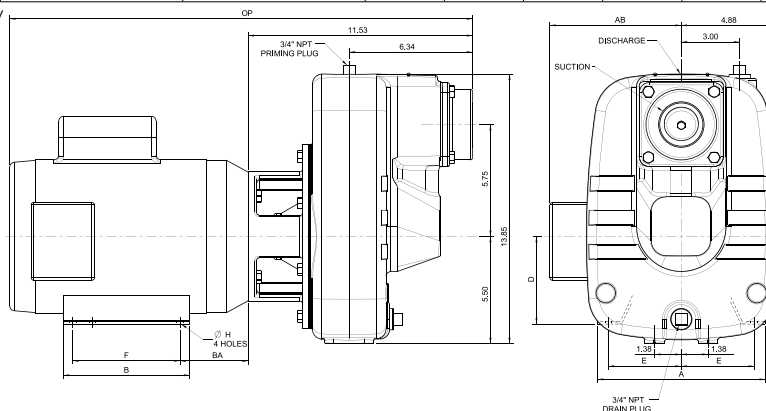 OP
11.53
3/4" NPT
PRIMING PLUG
6.34
5.75
13.85
5.50
Ø H
4 HOLES
F
BA
B
AB
4.88
3.00
DISCHARGE
SUCTION
D
1.38
1.38
E
E
A
3/4" NPT
DRAIN PLUG